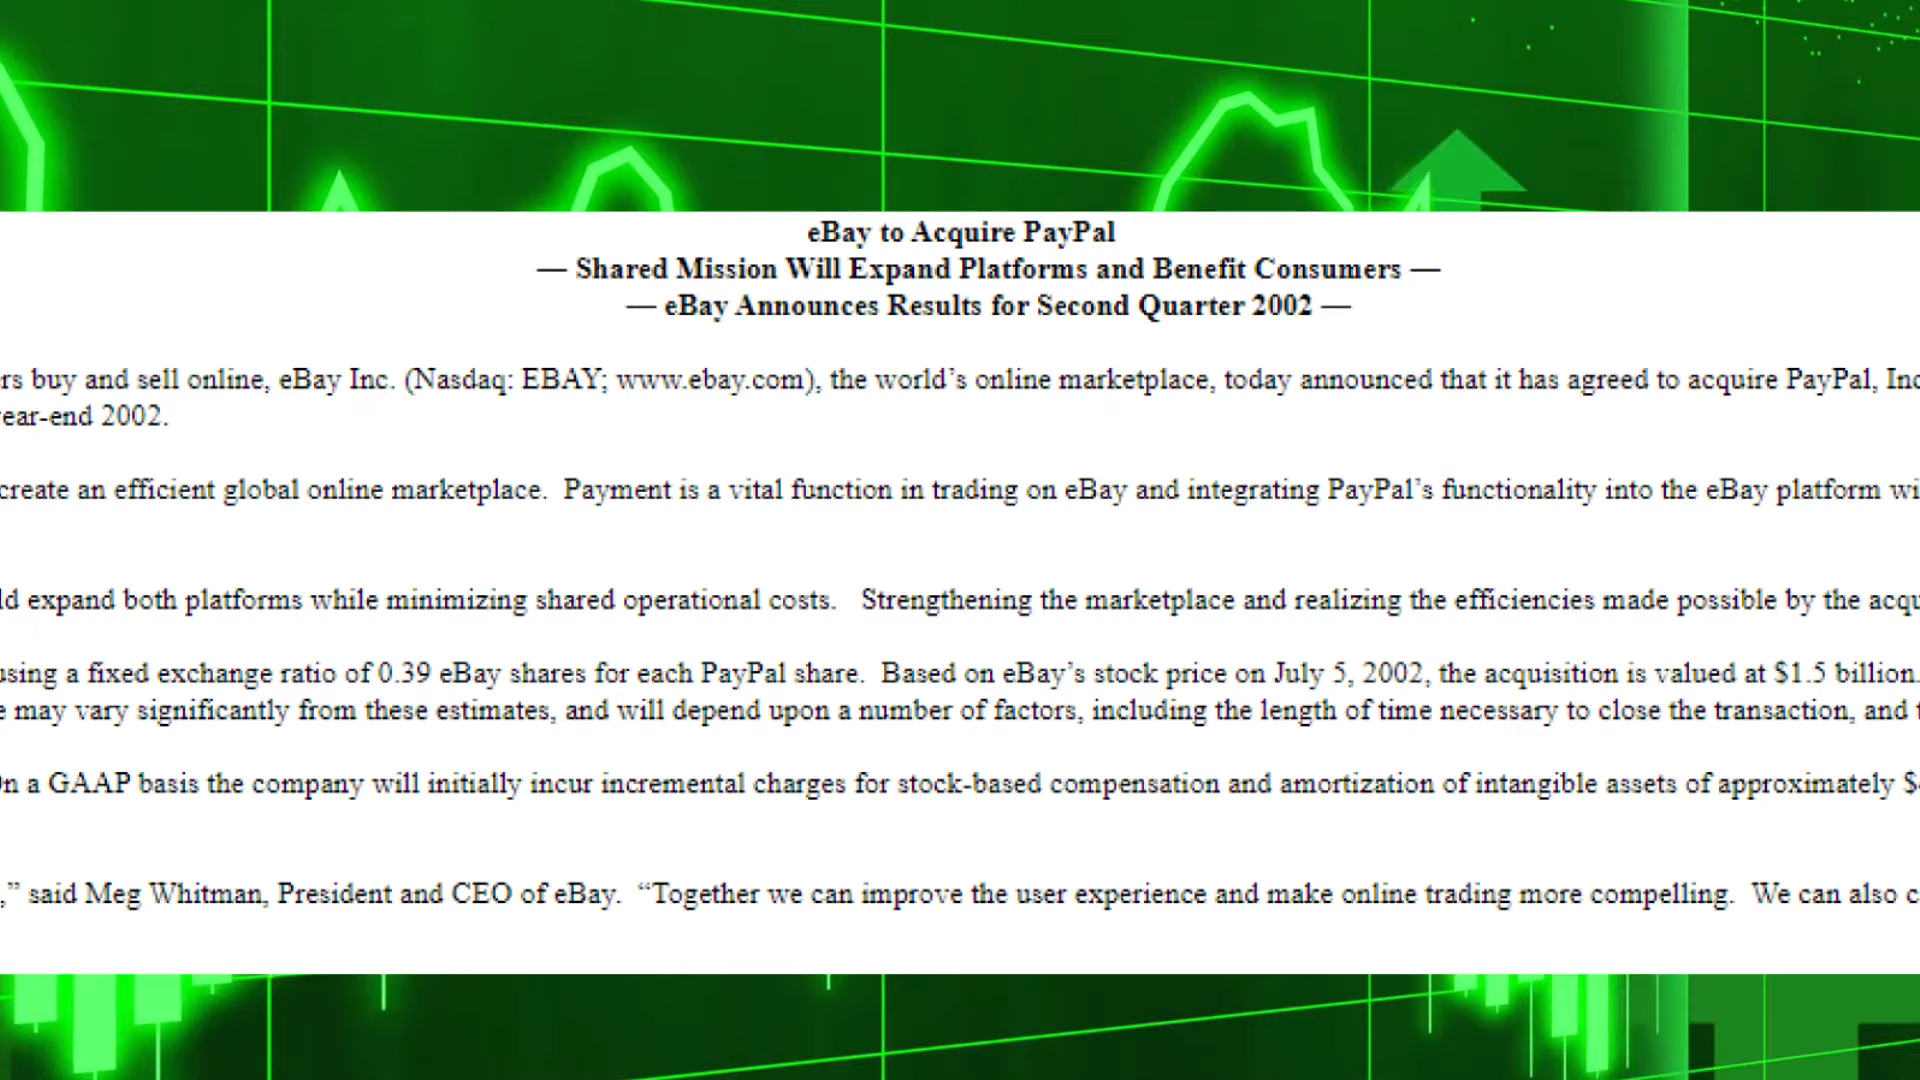 eBay to Acquire PayPal
— Shared Mission Will Expand Platforms and Benefit Consumers —
— eBay Announces Results for Second Quarter 2002 —
rs buy and sell online, eBay Inc. (Nasdaq: EBAY; www.ebay.com), the world’s online marketplace, today announced that it has agreed to acquire PayPal, Inc
ear-end 2002.
create an efficient global online marketplace.  Payment is a vital function in trading on eBay and integrating PayPal’s functionality into the eBay platform wi
ld expand both platforms while minimizing shared operational costs.   Strengthening the marketplace and realizing the efficiencies made possible by the acqu
using a fixed exchange ratio of 0.39 eBay shares for each PayPal share.  Based on eBay’s stock price on July 5, 2002, the acquisition is valued at $1.5 billion.
e may vary significantly from these estimates, and will depend upon a number of factors, including the length of time necessary to close the transaction, and t
On a GAAP basis the company will initially incur incremental charges for stock-based compensation and amortization of intangible assets of approximately $
,” said Meg Whitman, President and CEO of eBay.  “Together we can improve the user experience and make online trading more compelling.  We can also c